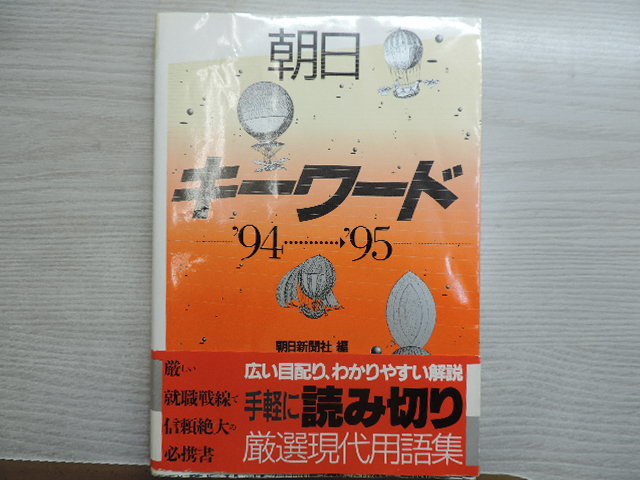 朝日
キーワード
'94 ‥‥‥▶ '95
朝日新聞社 編
広い目配り、わかりやすい解説
手軽に読み切り
厳選現代用語集
厳しい
就職戦線で
信頼絶大の
必携書